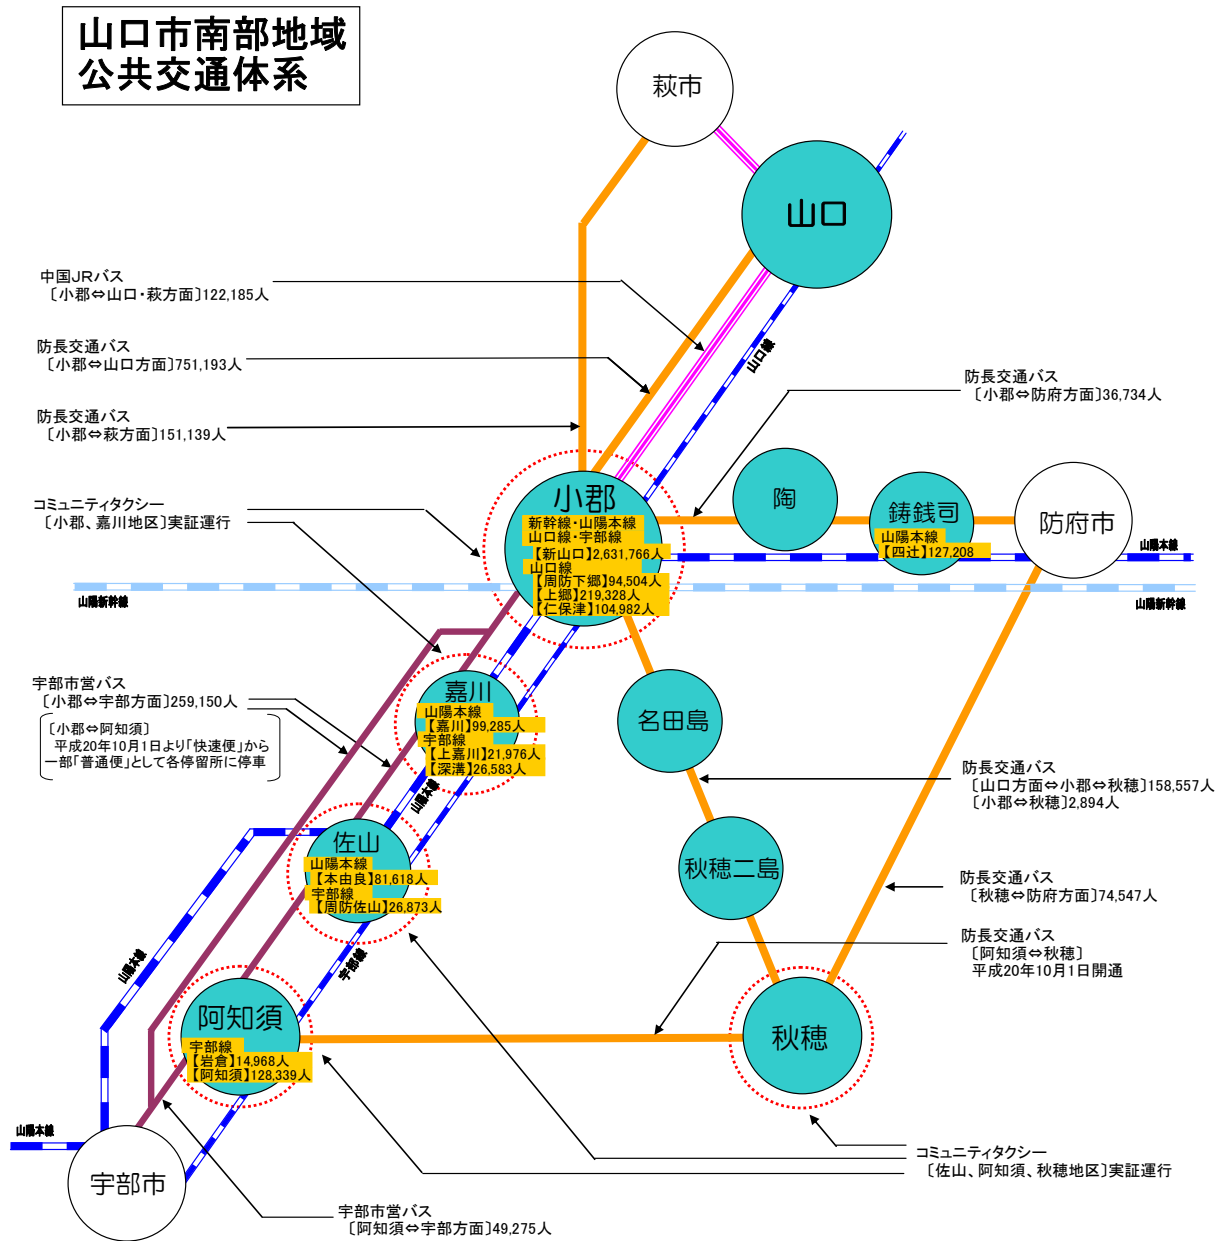 山口市南部地域
公共交通体系
萩市
山口
中国JRバス
〔小郡⇔山口・萩方面〕122,185人
防長交通バス
〔小郡⇔山口方面〕751,193人
山口線
防長交通バス
〔小郡⇔防府方面〕36,734人
防長交通バス
〔小郡⇔萩方面〕151,139人
コミュニティタクシー
〔小郡、嘉川地区〕実証運行
小郡
新幹線・山陽本線
山口線・宇部線
【新山口】2,631,766人
山口線
【周防下郷】94,504人
【上郷】219,328人
【仁保津】104,982人
陶
鋳銭司
山陽本線
【四辻】127,208
防府市
山陽本線
山陽新幹線
山陽新幹線
宇部市営バス
〔小郡⇔宇部方面〕259,150人
〔小郡⇔阿知須〕
平成20年10月1日より「快速便」から
一部「普通便」として各停留所に停車
嘉川
山陽本線
【嘉川】99,285人
宇部線
【上嘉川】21,976人
【深溝】26,583人
山陽本線
名田島
防長交通バス
〔山口方面⇔小郡⇔秋穂〕158,557人
〔小郡⇔秋穂〕2,894人
佐山
山陽本線
【本由良】81,618人
宇部線
【周防佐山】26,873人
秋穂二島
防長交通バス
〔秋穂⇔防府方面〕74,547人
防長交通バス
〔阿知須⇔秋穂〕
平成20年10月1日開通
山陽本線
宇部線
阿知須
宇部線
【岩倉】14,968人
【阿知須】128,339人
秋穂
山陽本線
宇部市
コミュニティタクシー
〔佐山、阿知須、秋穂地区〕実証運行
宇部市営バス
〔阿知須⇔宇部方面〕49,275人